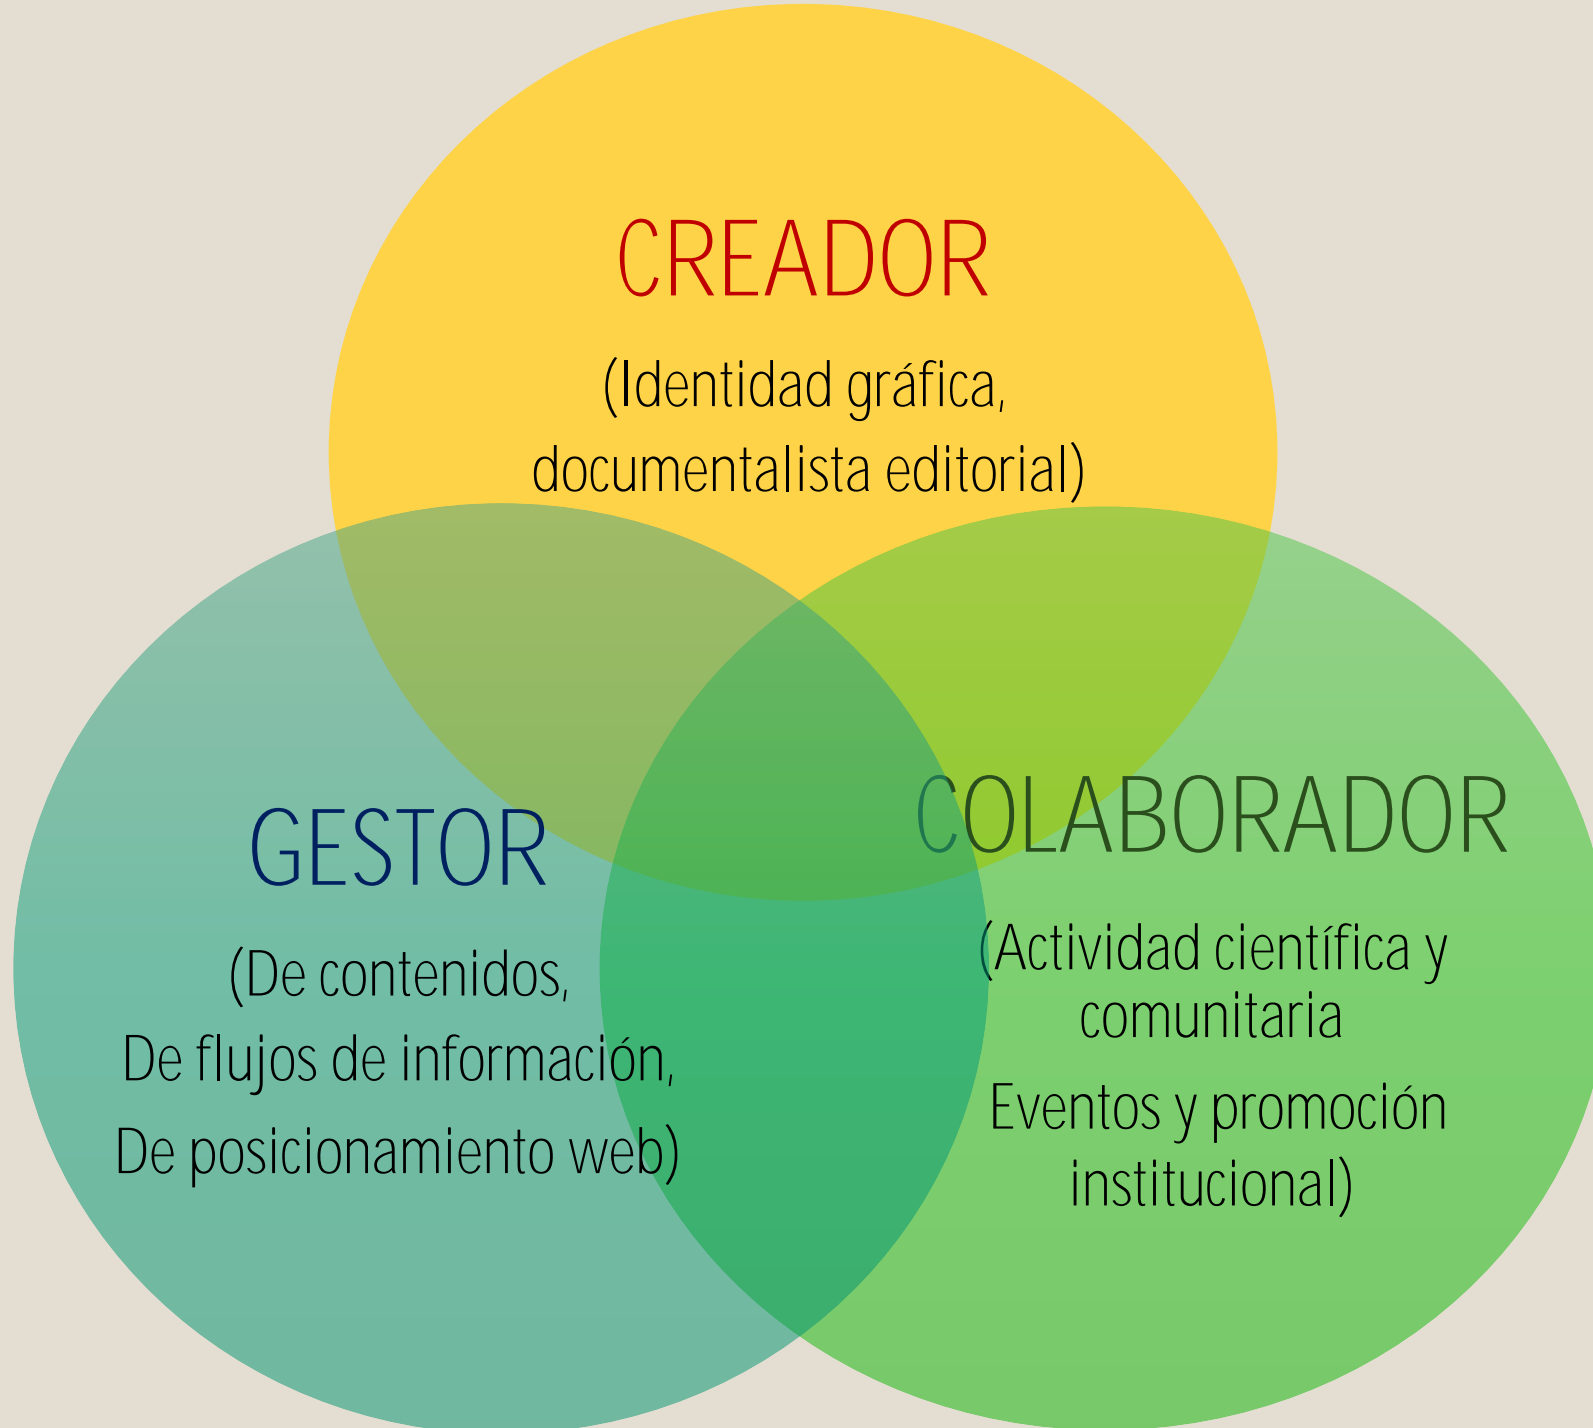 CREADOR
(Identidad gráfica,
documentalista editorial)
GESTOR
(De contenidos,
De flujos de información,
De posicionamiento web)
COLABORADOR
(Actividad científica y
comunitaria
Eventos y promoción
institucional)